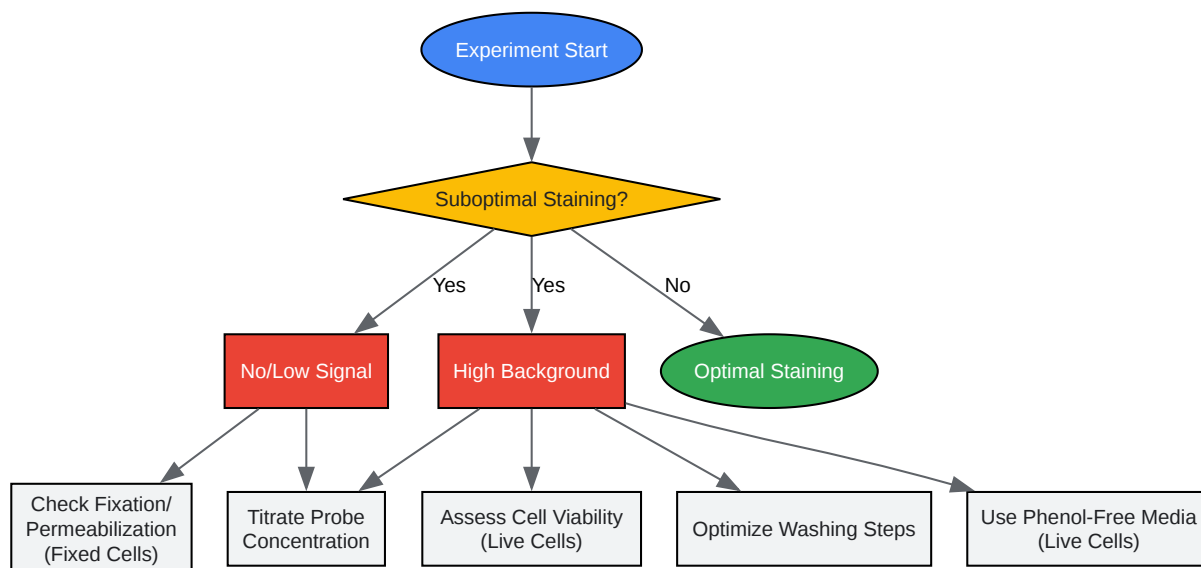 Experiment Start
Suboptimal Staining?
Yes
Yes
No
No/Low Signal
High Background
Optimal Staining
Check Fixation/
Permeabilization
(Fixed Cells)
Titrate Probe
Concentration
Assess Cell Viability
(Live Cells)
Optimize Washing Steps
Use Phenol-Free Media
(Live Cells)